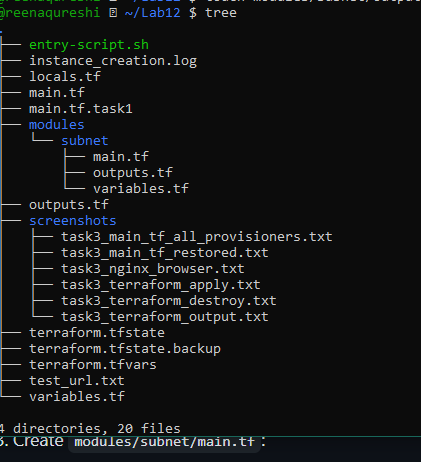 @reenaqureshi ~/Lab12 $ tree
.
├── entry-script.sh
├── instance_creation.log
├── locals.tf
├── main.tf
├── main.tf.task1
├── modules
│   └── subnet
│       ├── main.tf
│       ├── outputs.tf
│       └── variables.tf
├── outputs.tf
├── screenshots
│   ├── task3_main_tf_all_provisioners.txt
│   ├── task3_main_tf_restored.txt
│   ├── task3_nginx_browser.txt
│   ├── task3_terraform_apply.txt
│   ├── task3_terraform_destroy.txt
│   └── task3_terraform_output.txt
├── terraform.tfstate
├── terraform.tfstate.backup
├── terraform.tfvars
├── test_url.txt
└── variables.tf
4 directories, 20 files
3. Create modules/subnet/main.tf :